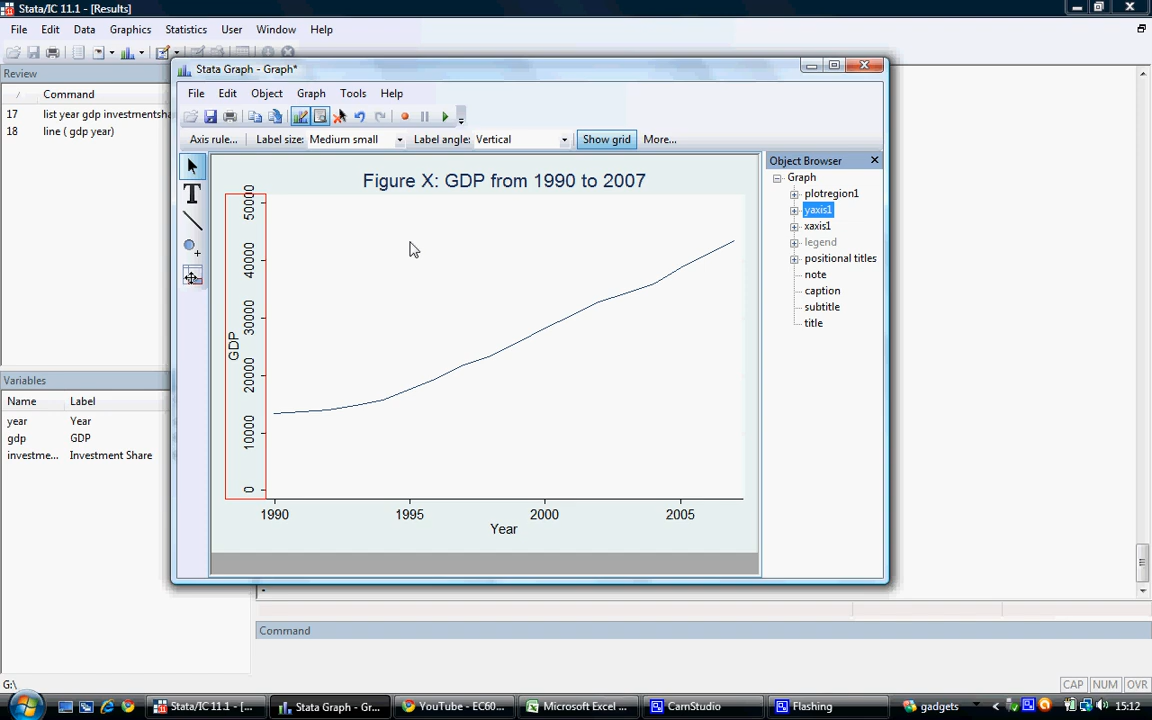 Stata/IC 11.1 - [Results]
File Edit Data Graphics Statistics User Window Help
Review
Command
17 list year gdp investmentsha
18 line ( gdp year)
Variables
Name Label
year Year
gdp GDP
investme... Investment Share
Stata Graph - Graph*
File Edit Object Graph Tools Help
Axis rule... Label size: Medium small Label angle: Vertical Show grid More...
T
Figure X: GDP from 1990 to 2007
50000
40000
30000
20000
10000
0
GDP
1990 1995 2000 2005
Year
Object Browser
Graph
plotregion1
yaxis1
xaxis1
legend
positional titles
note
caption
subtitle
title
Command
G:\ CAP NUM OVR
Stata/IC 11.1 - [... Stata Graph - Gr... YouTube - EC60... Microsoft Excel ... CamStudio Flashing gadgets 15:12